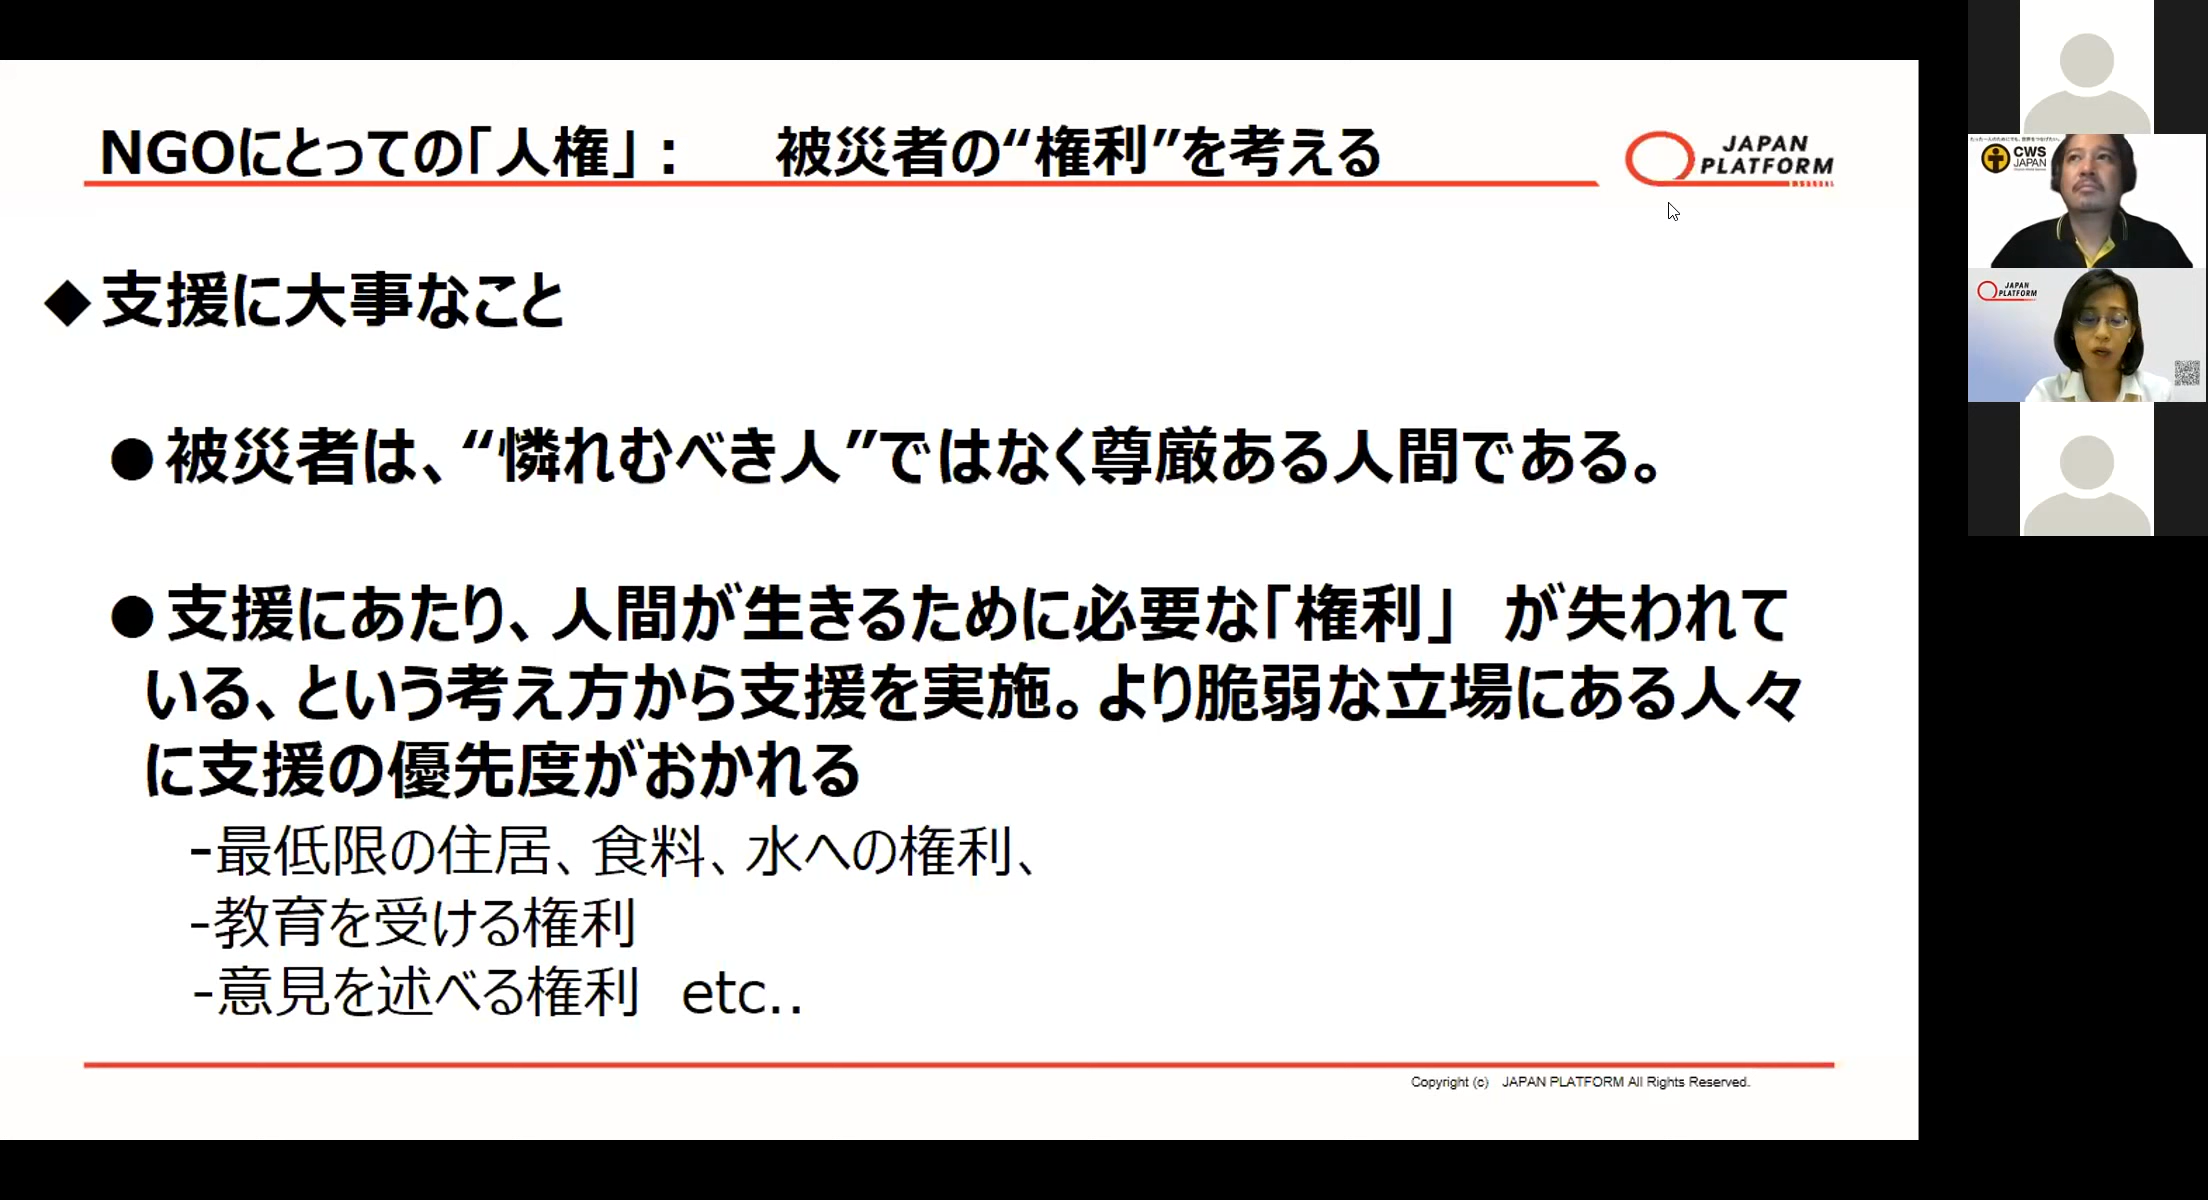 NGOにとっての「人権」： 被災者の“権利”を考える
JAPAN
PLATFORM
◆支援に大事なこと
●被災者は、“憐れむべき人”ではなく尊厳ある人間である。
●支援にあたり、人間が生きるために必要な「権利」 が失われて
いる、という考え方から支援を実施。より脆弱な立場にある人々
に支援の優先度がおかれる
-最低限の住居、食料、水への権利、
-教育を受ける権利
-意見を述べる権利 etc..
Copyright (c) JAPAN PLATFORM All Rights Reserved.
CWS
JAPAN
JAPAN
PLATFORM